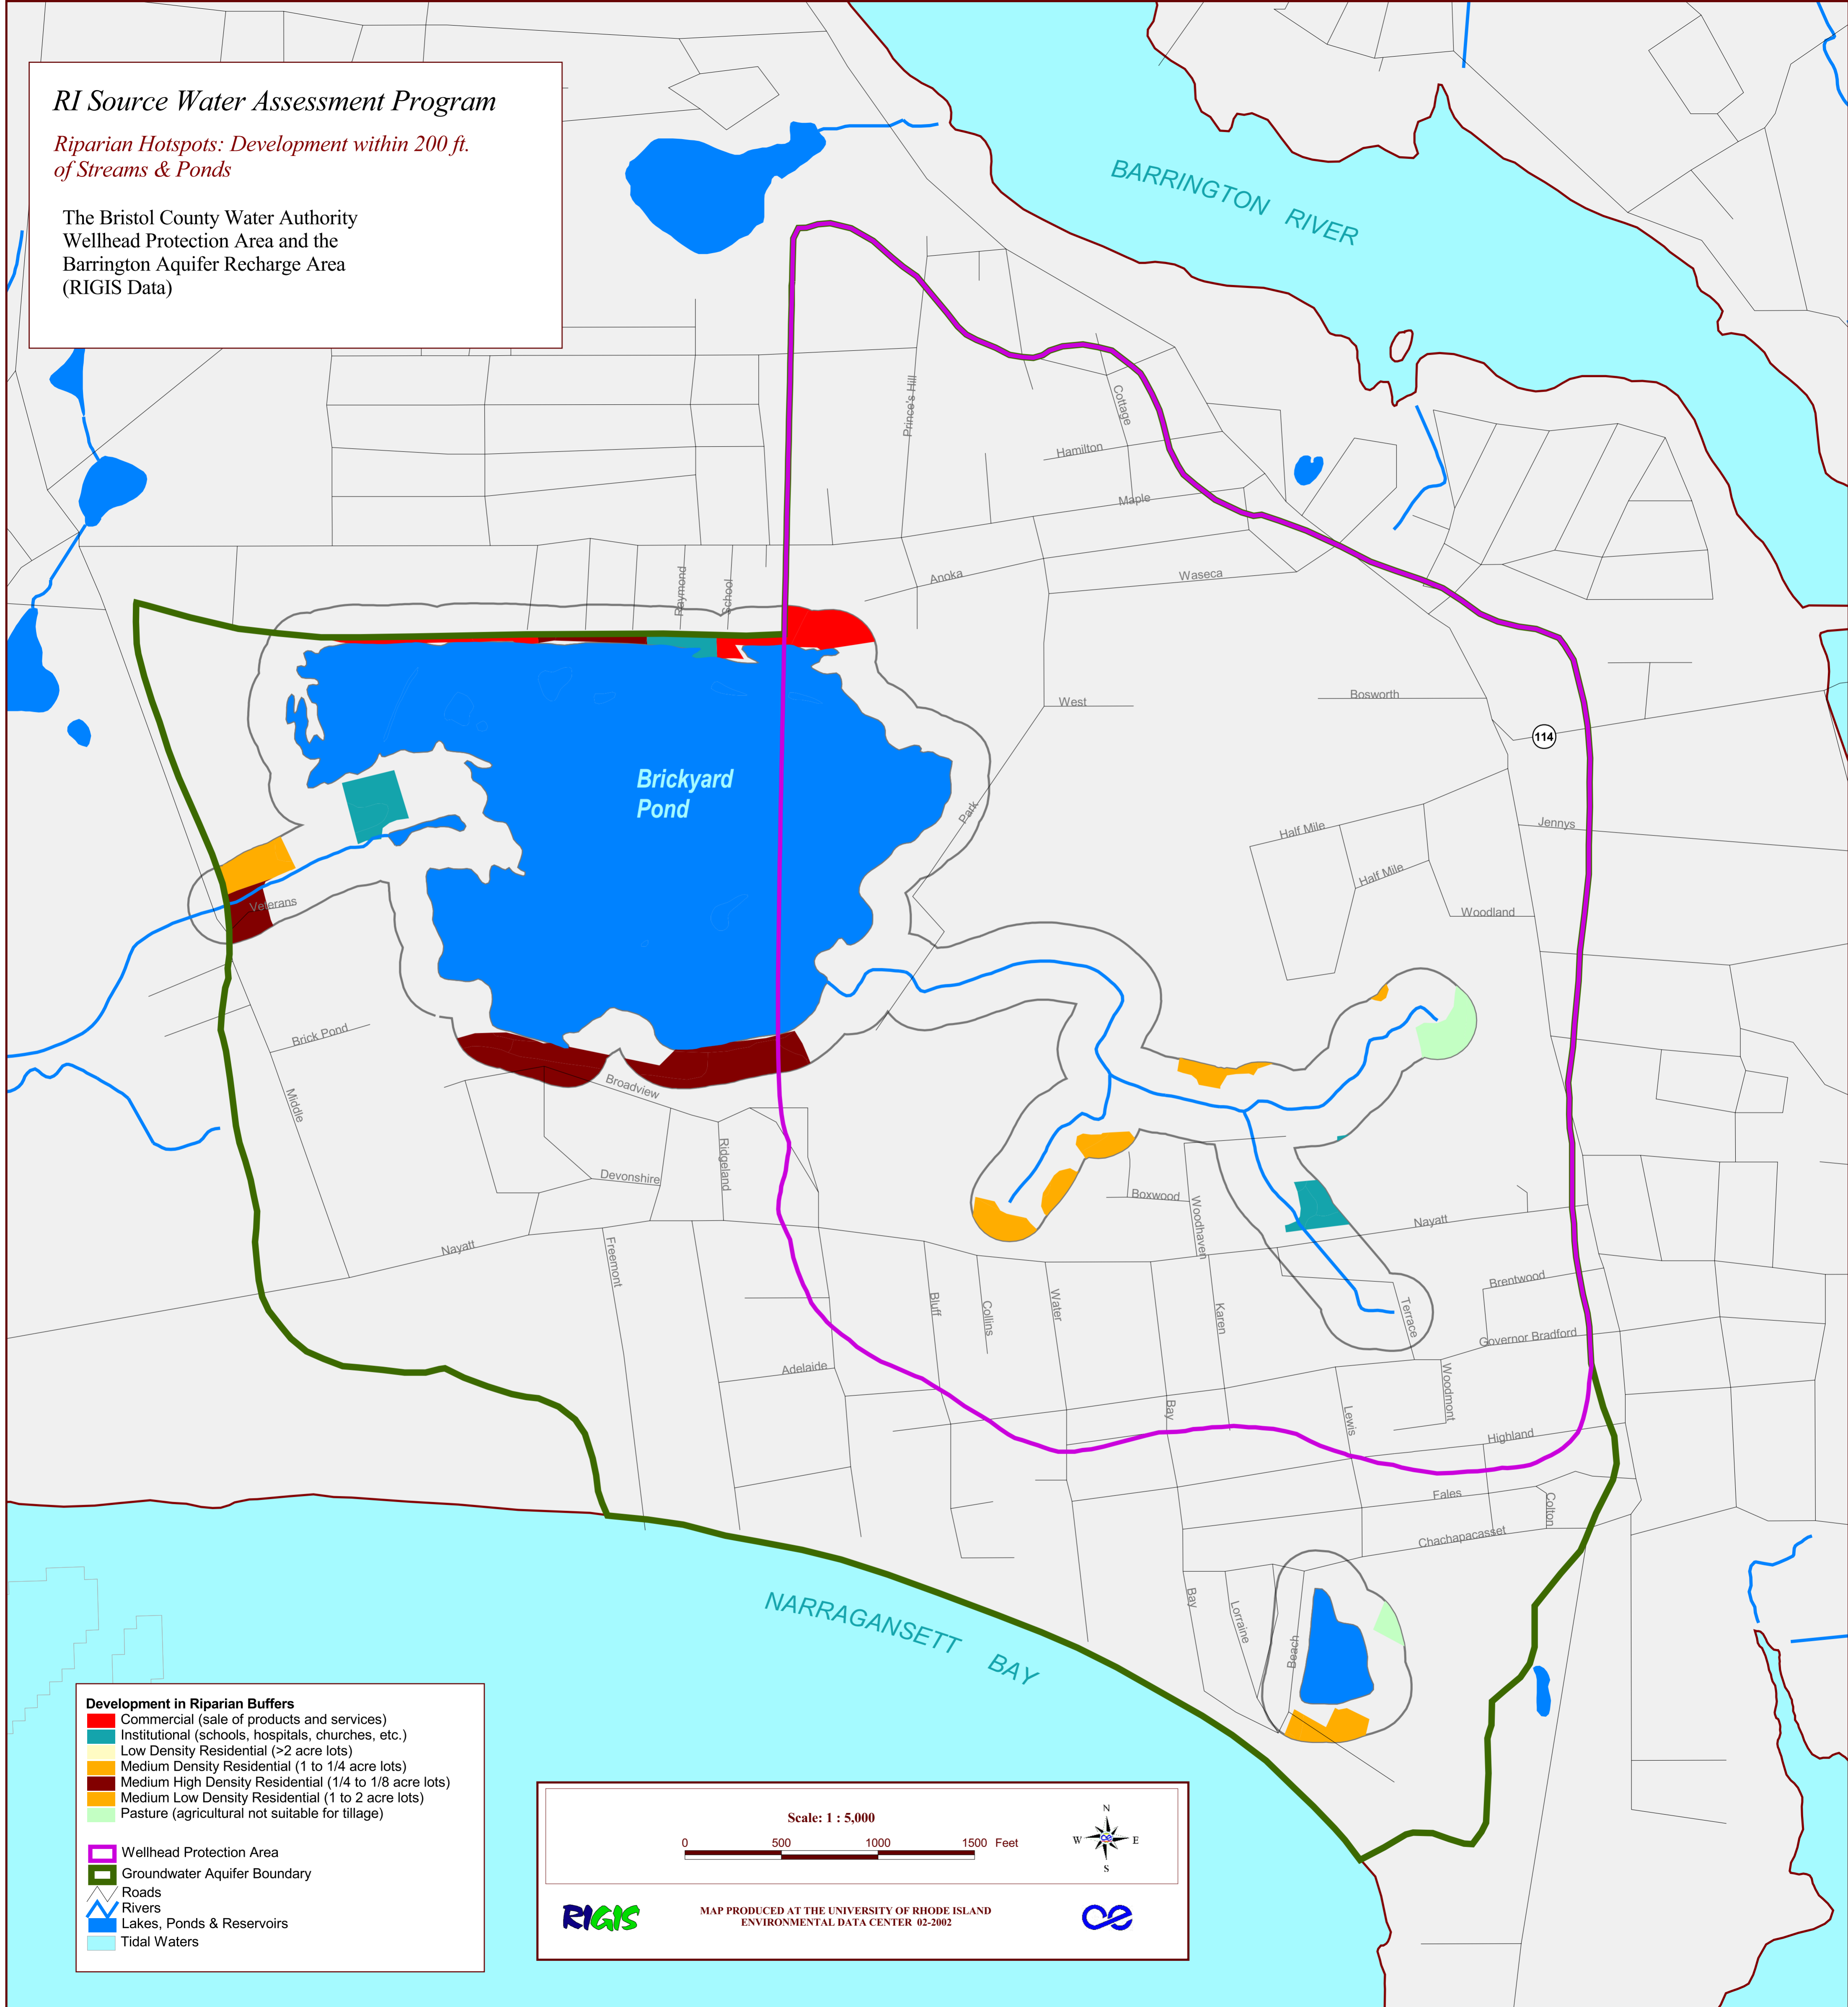 RI Source Water Assessment Program
Riparian Hotspots: Development within 200 ft.
of Streams & Ponds
The Bristol County Water Authority
Wellhead Protection Area and the
Barrington Aquifer Recharge Area
(RIGIS Data)
BARRINGTON RIVER
Prince's Hill
Cottage
Hamilton
Maple
Anoka
Waseca
Raymond
School
West
Bosworth
114
Brickyard
Pond
Park
Half Mile
Jennys
Half Mile
Woodland
Veterans
Brick Pond
Middle
Broadview
Ridgeland
Devonshire
Boxwood
Woodhaven
Nayatt
Nayatt
Freemont
Brentwood
Bluff
Collins
Water
Karen
Terrace
Governor Bradford
Adelaide
Woodmont
Bay
Lewis
Highland
Fales
Colton
Chachapacasset
Bay
Lorraine
Beach
NARRAGANSETT BAY
Development in Riparian Buffers
Commercial (sale of products and services)
Institutional (schools, hospitals, churches, etc.)
Low Density Residential (>2 acre lots)
Medium Density Residential (1 to 1/4 acre lots)
Medium High Density Residential (1/4 to 1/8 acre lots)
Medium Low Density Residential (1 to 2 acre lots)
Pasture (agricultural not suitable for tillage)
Wellhead Protection Area
Groundwater Aquifer Boundary
Roads
Rivers
Lakes, Ponds & Reservoirs
Tidal Waters
Scale: 1 : 5,000
0 500 1000 1500 Feet
N
W E
S
RIGIS
MAP PRODUCED AT THE UNIVERSITY OF RHODE ISLAND
ENVIRONMENTAL DATA CENTER 02-2002